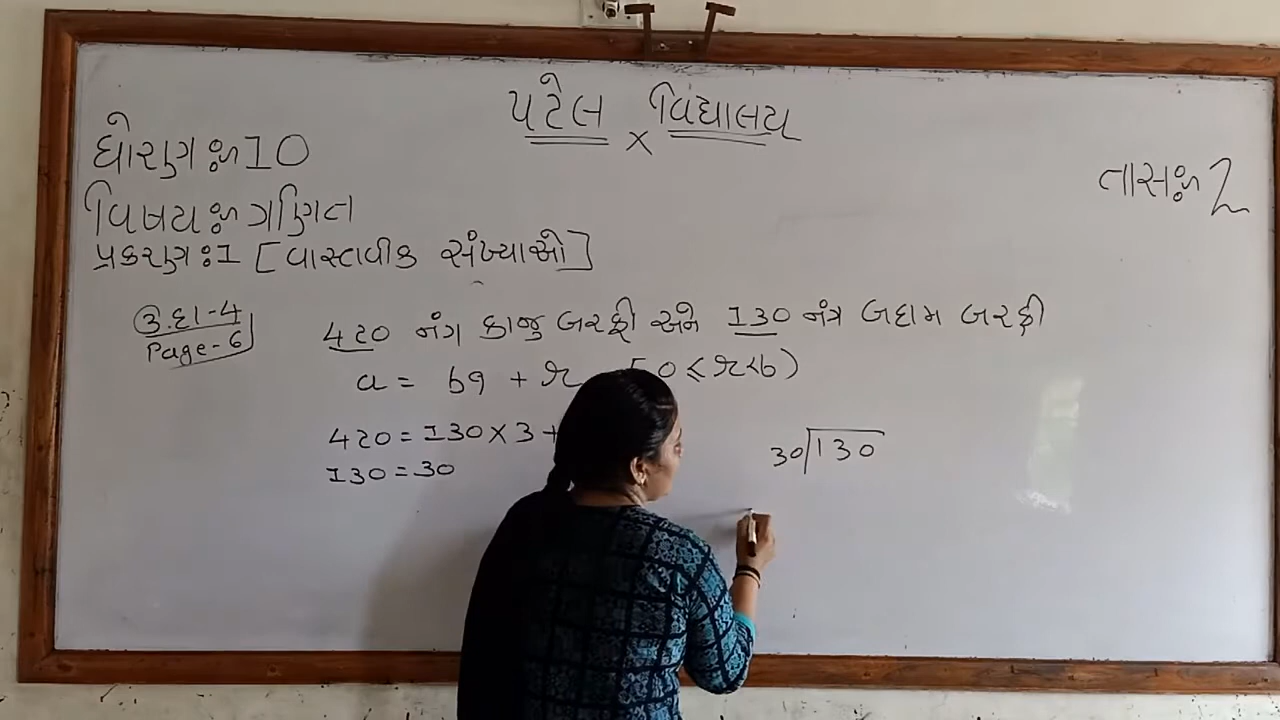 પટેલ × વિદ્યાલય
ધોરણ ઃ 10
તાસ ઃ 2
વિષય ઃ ગણિત
પ્રકરણ ઃ 1 [વાસ્તવીક સંખ્યાઓ]
ઉ.દા-4
Page-6
420 નંગ કાજુ બરફી અને 130 નંગ બદામ બરફી
a = bq + r [0 ≤ r < b)
420 = 130 × 3 +
130 = 30
30 130